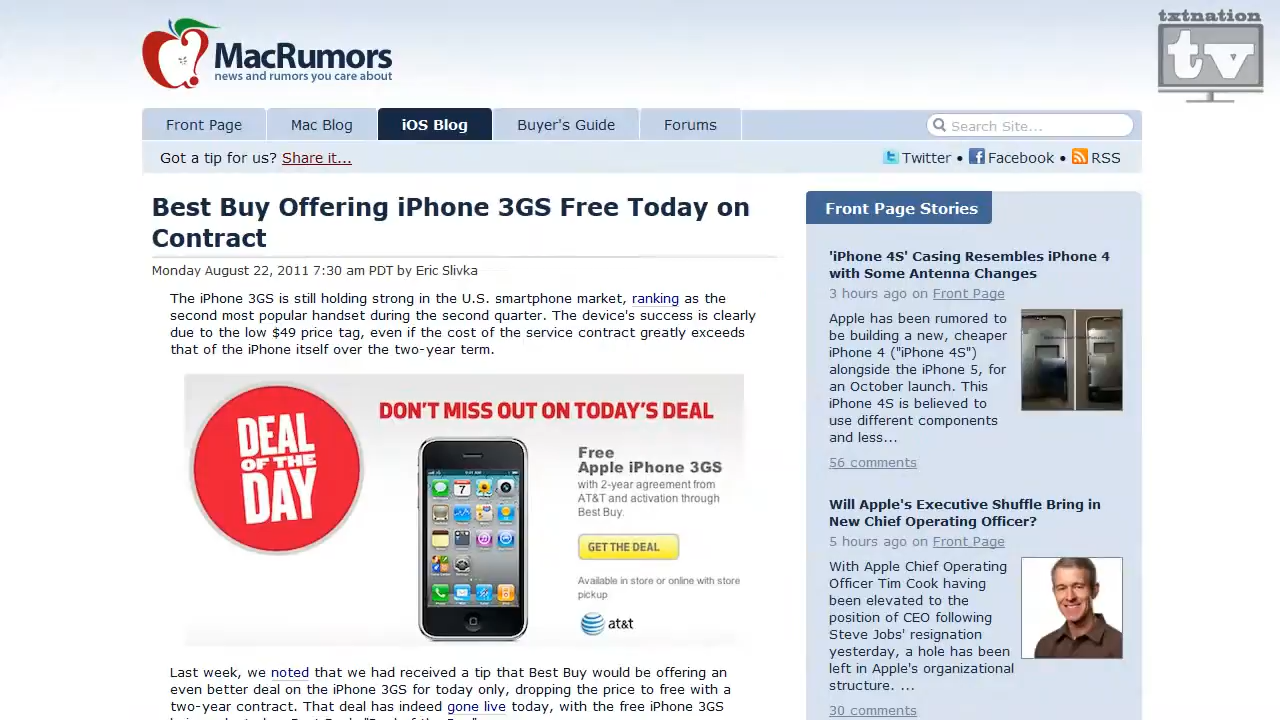 txtnation
tv
MacRumors
news and rumors you care about
Front Page
Mac Blog
iOS Blog
Buyer's Guide
Forums
Search Site...
Got a tip for us? Share it...
Twitter • Facebook • RSS
Best Buy Offering iPhone 3GS Free Today on
Contract
Monday August 22, 2011 7:30 am PDT by Eric Slivka
The iPhone 3GS is still holding strong in the U.S. smartphone market, ranking as the
second most popular handset during the second quarter. The device's success is clearly
due to the low $49 price tag, even if the cost of the service contract greatly exceeds
that of the iPhone itself over the two-year term.
DEAL
OF THE
DAY
DON'T MISS OUT ON TODAY'S DEAL
Free
Apple iPhone 3GS
with 2-year agreement from
AT&T and activation through
Best Buy.
GET THE DEAL
Available in store or online with store
pickup
at&t
Last week, we noted that we had received a tip that Best Buy would be offering an
even better deal on the iPhone 3GS for today only, dropping the price to free with a
two-year contract. That deal has indeed gone live today, with the free iPhone 3GS
Front Page Stories
'iPhone 4S' Casing Resembles iPhone 4
with Some Antenna Changes
3 hours ago on Front Page
Apple has been rumored to
be building a new, cheaper
iPhone 4 ("iPhone 4S")
alongside the iPhone 5, for
an October launch. This
iPhone 4S is believed to
use different components
and less...
56 comments
Will Apple's Executive Shuffle Bring in
New Chief Operating Officer?
5 hours ago on Front Page
With Apple Chief Operating
Officer Tim Cook having
been elevated to the
position of CEO following
Steve Jobs' resignation
yesterday, a hole has been
left in Apple's organizational
structure. ...
30 comments